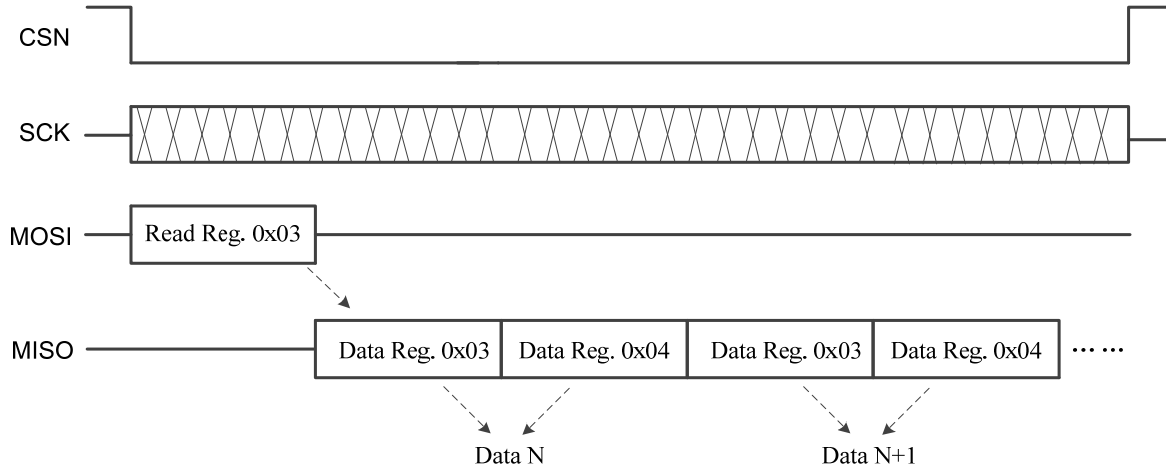 CSN
SCK
MOSI
Read Reg. 0x03
MISO
Data Reg. 0x03
Data Reg. 0x04
Data Reg. 0x03
Data Reg. 0x04
... ...
Data N
Data N+1